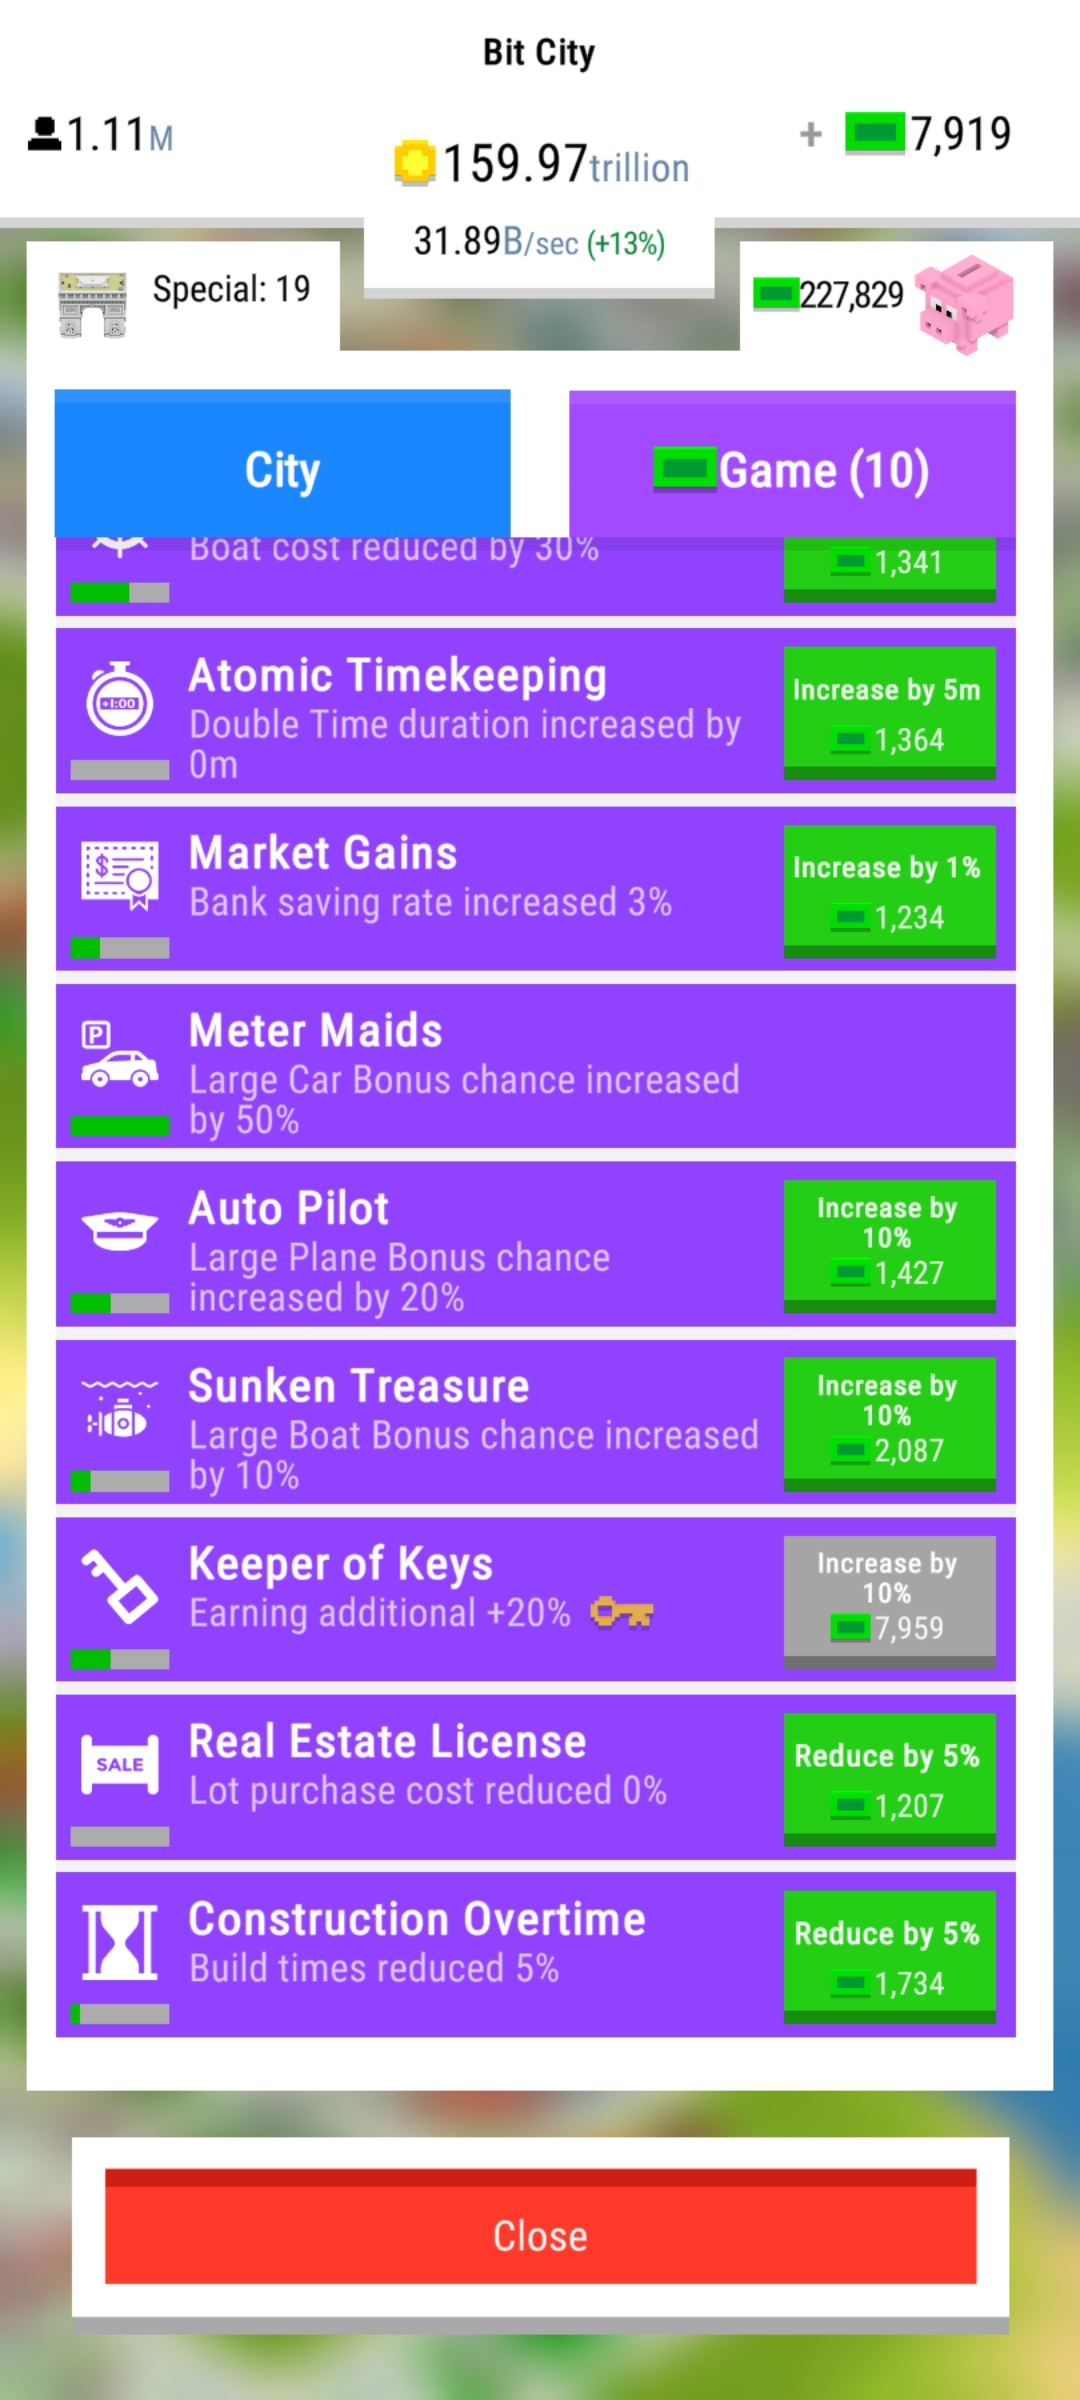 Bit City
1.11M
159.97trillion
+ 7,919
31.89B/sec (+13%)
Special: 19
227,829
City
Game (10)
Boat cost reduced by 30%
1,341
Atomic Timekeeping
Double Time duration increased by
0m
Increase by 5m
1,364
+1:00
Market Gains
Bank saving rate increased 3%
Increase by 1%
1,234
$
Meter Maids
Large Car Bonus chance increased
by 50%
P
Auto Pilot
Large Plane Bonus chance
increased by 20%
Increase by
10%
1,427
Sunken Treasure
Large Boat Bonus chance increased
by 10%
Increase by
10%
2,087
Keeper of Keys
Earning additional +20%
Increase by
10%
7,959
Real Estate License
Lot purchase cost reduced 0%
SALE
Reduce by 5%
1,207
Construction Overtime
Build times reduced 5%
Reduce by 5%
1,734
Close